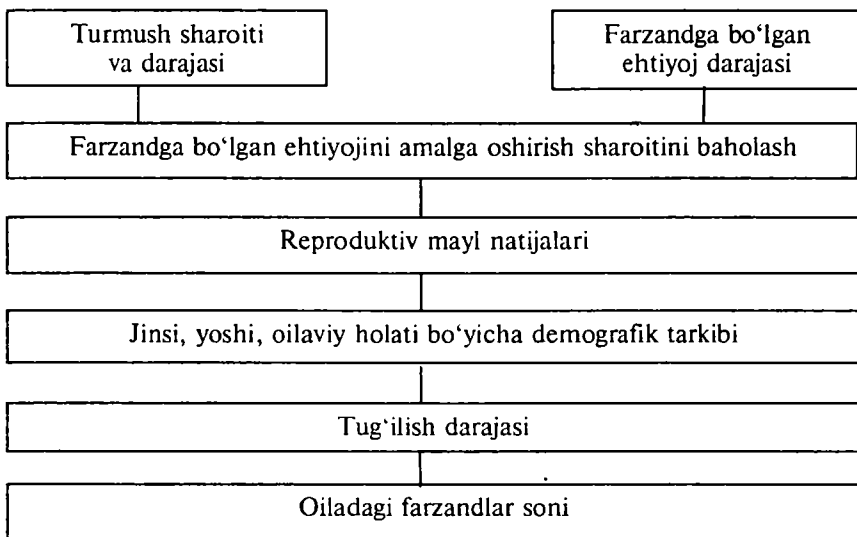 Turmush sharoiti
va darajasi
Farzandga bo‘lgan
ehtiyoj darajasi
Farzandga bo‘lgan ehtiyojini amalga oshirish sharoitini baholash
Reproduktiv mayl natijalari
Jinsi, yoshi, oilaviy holati bo‘yicha demografik tarkibi
Tug‘ilish darajasi
Oiladagi farzandlar soni